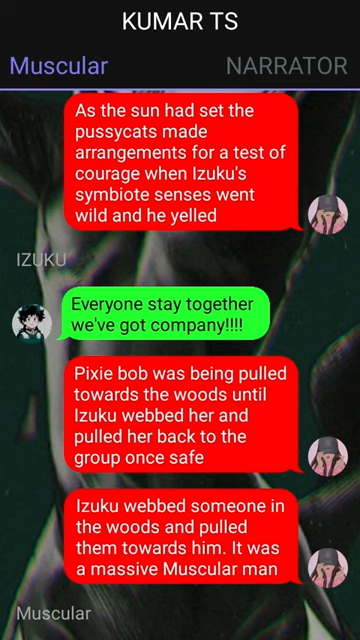 KUMAR TS
Muscular
NARRATOR
As the sun had set the
pussycats made
arrangements for a test of
courage when Izuku's
symbiote senses went
wild and he yelled
IZUKU
Everyone stay together
we've got company!!!!
Pixie bob was being pulled
towards the woods until
Izuku webbed her and
pulled her back to the
group once safe
Izuku webbed someone in
the woods and pulled
them towards him. It was
a massive Muscular man
Muscular